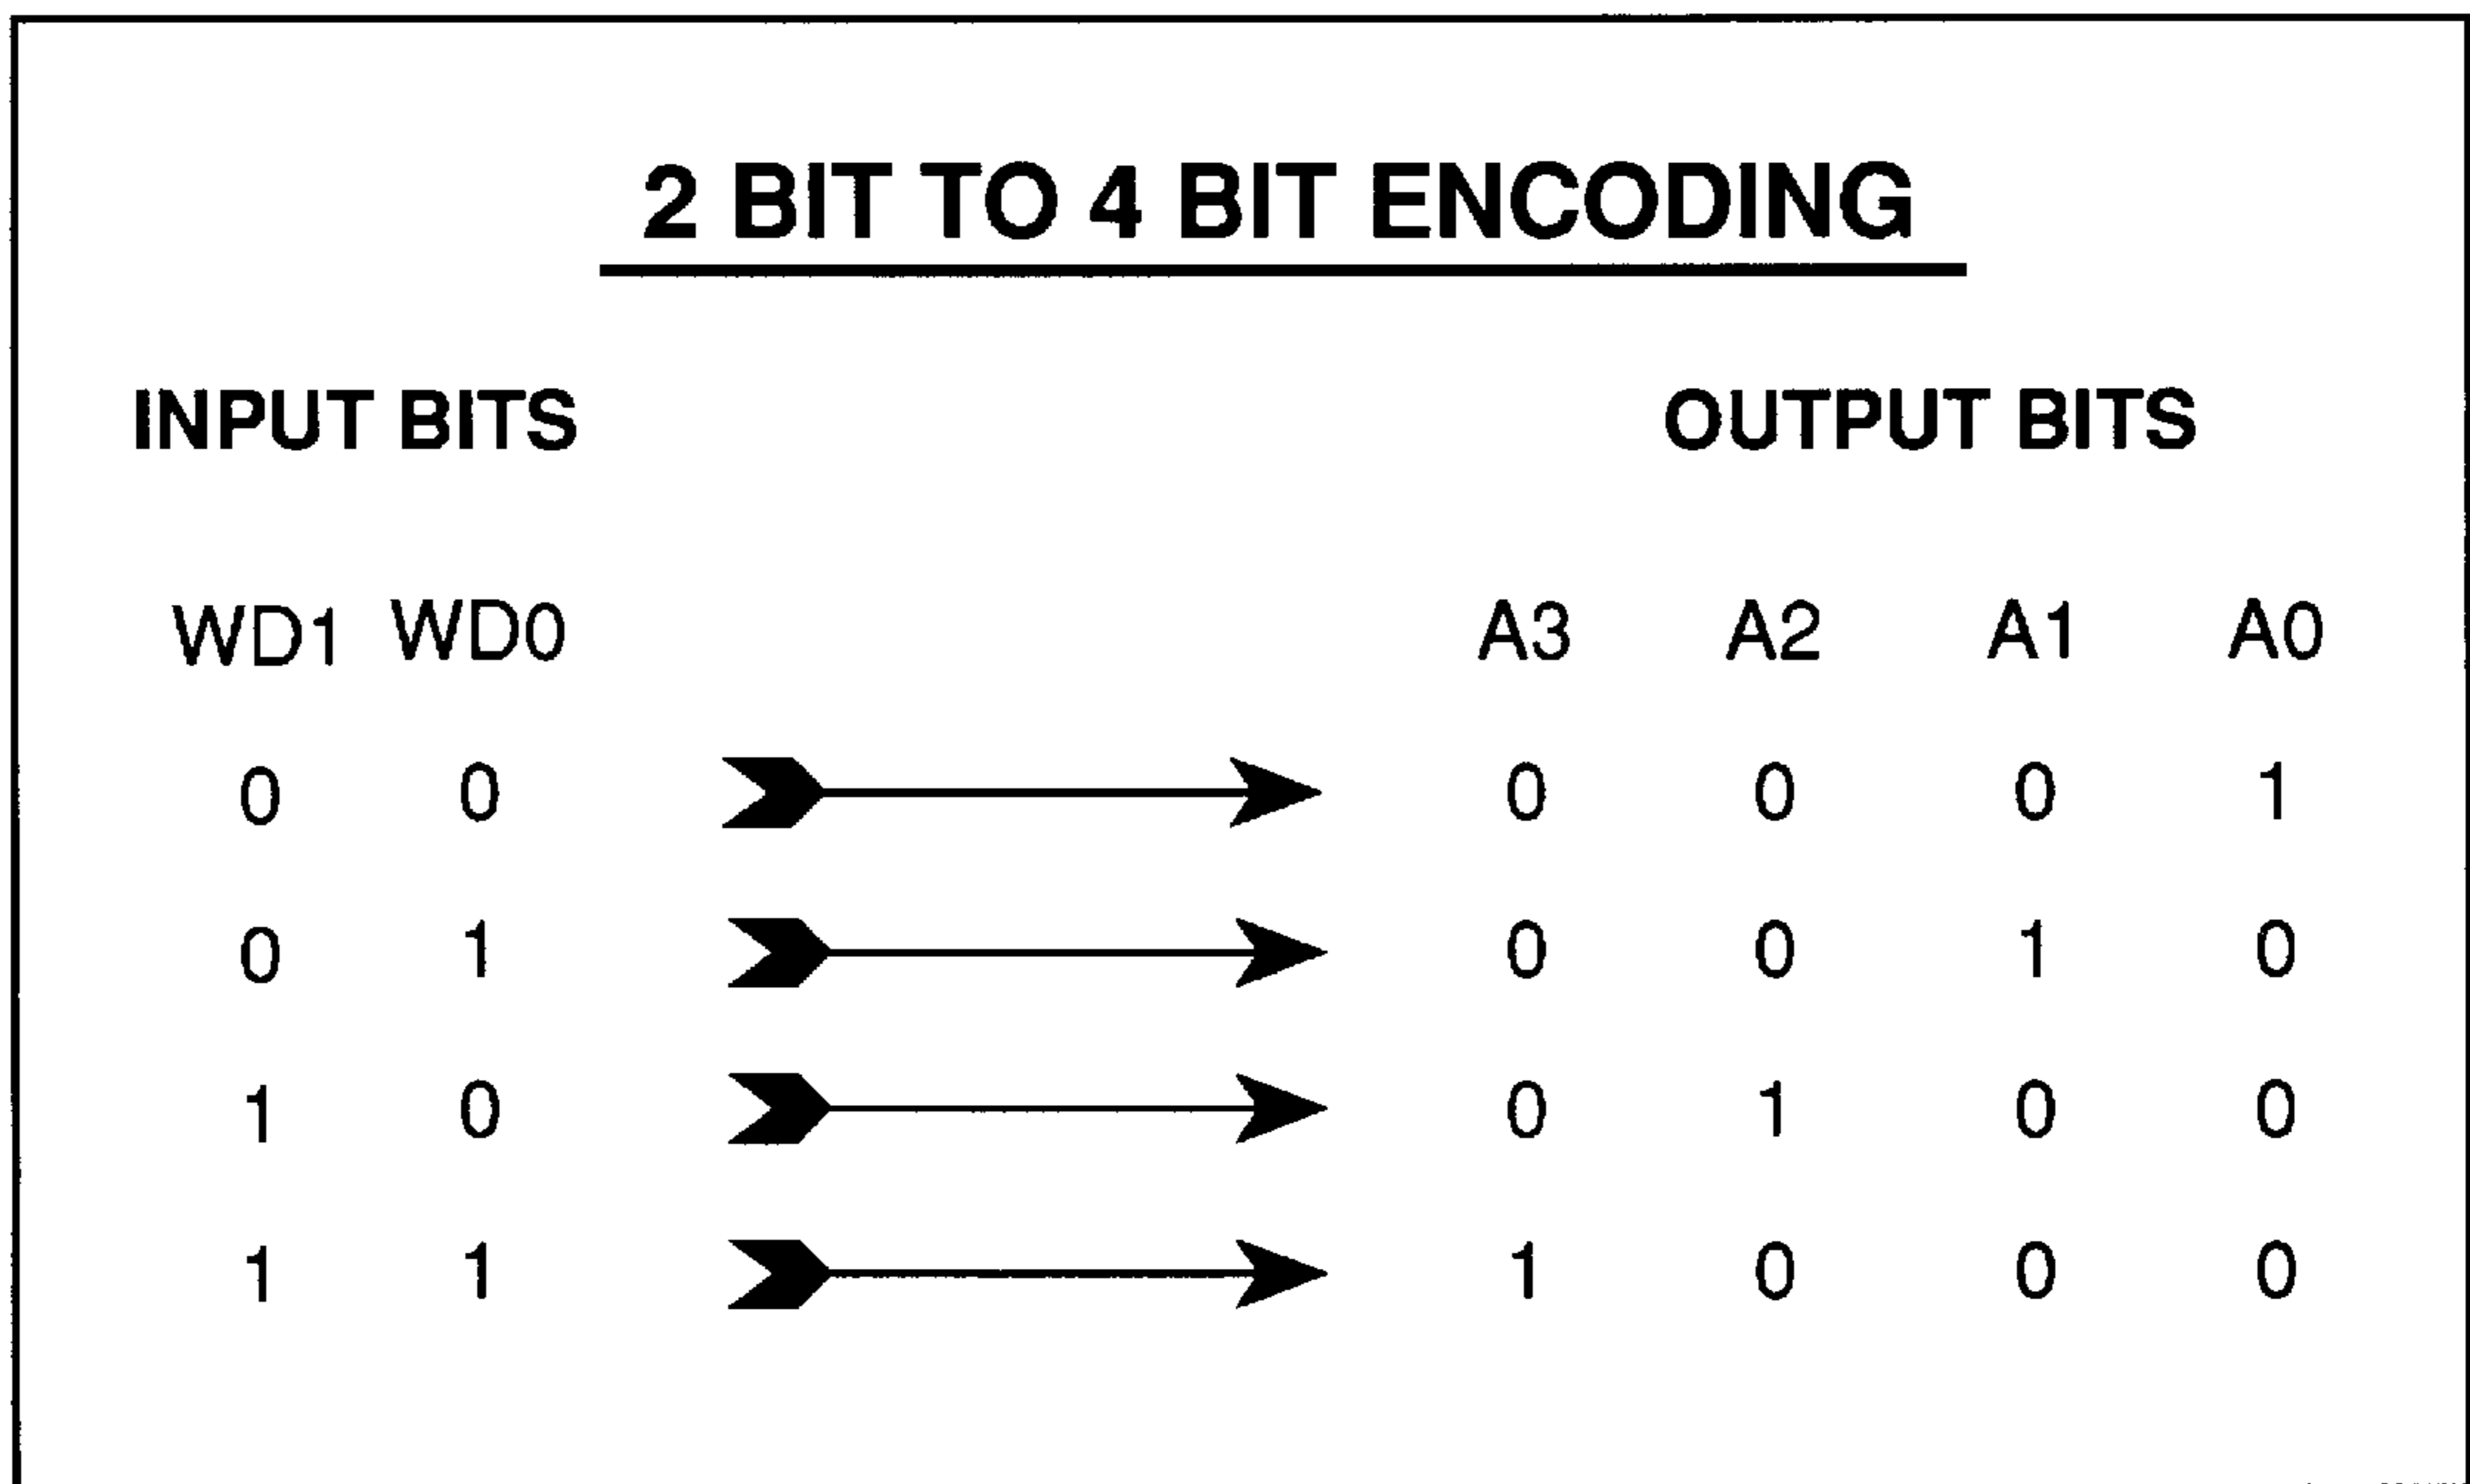 2 BIT TO 4 BIT ENCODING
INPUT BITS OUTPUT BITS
WD1 WD0 A3 A2 A1 A0
0 0 0 0 0 1
0 1 0 0 1 0
1 0 0 1 0 0
1 1 1 0 0 0